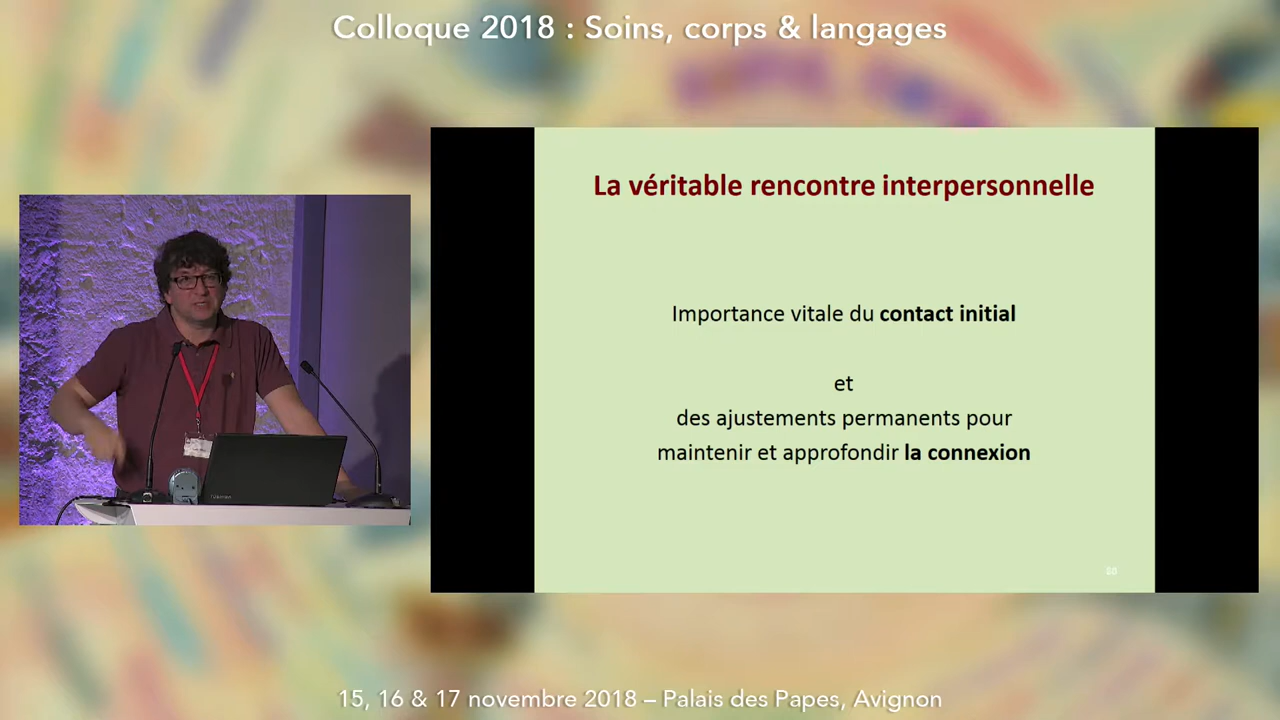 Colloque 2018 : Soins, corps & langages
La véritable rencontre interpersonnelle
Importance vitale du contact initial
et
des ajustements permanents pour
maintenir et approfondir la connexion
60
15, 16 & 17 novembre 2018 – Palais des Papes, Avignon